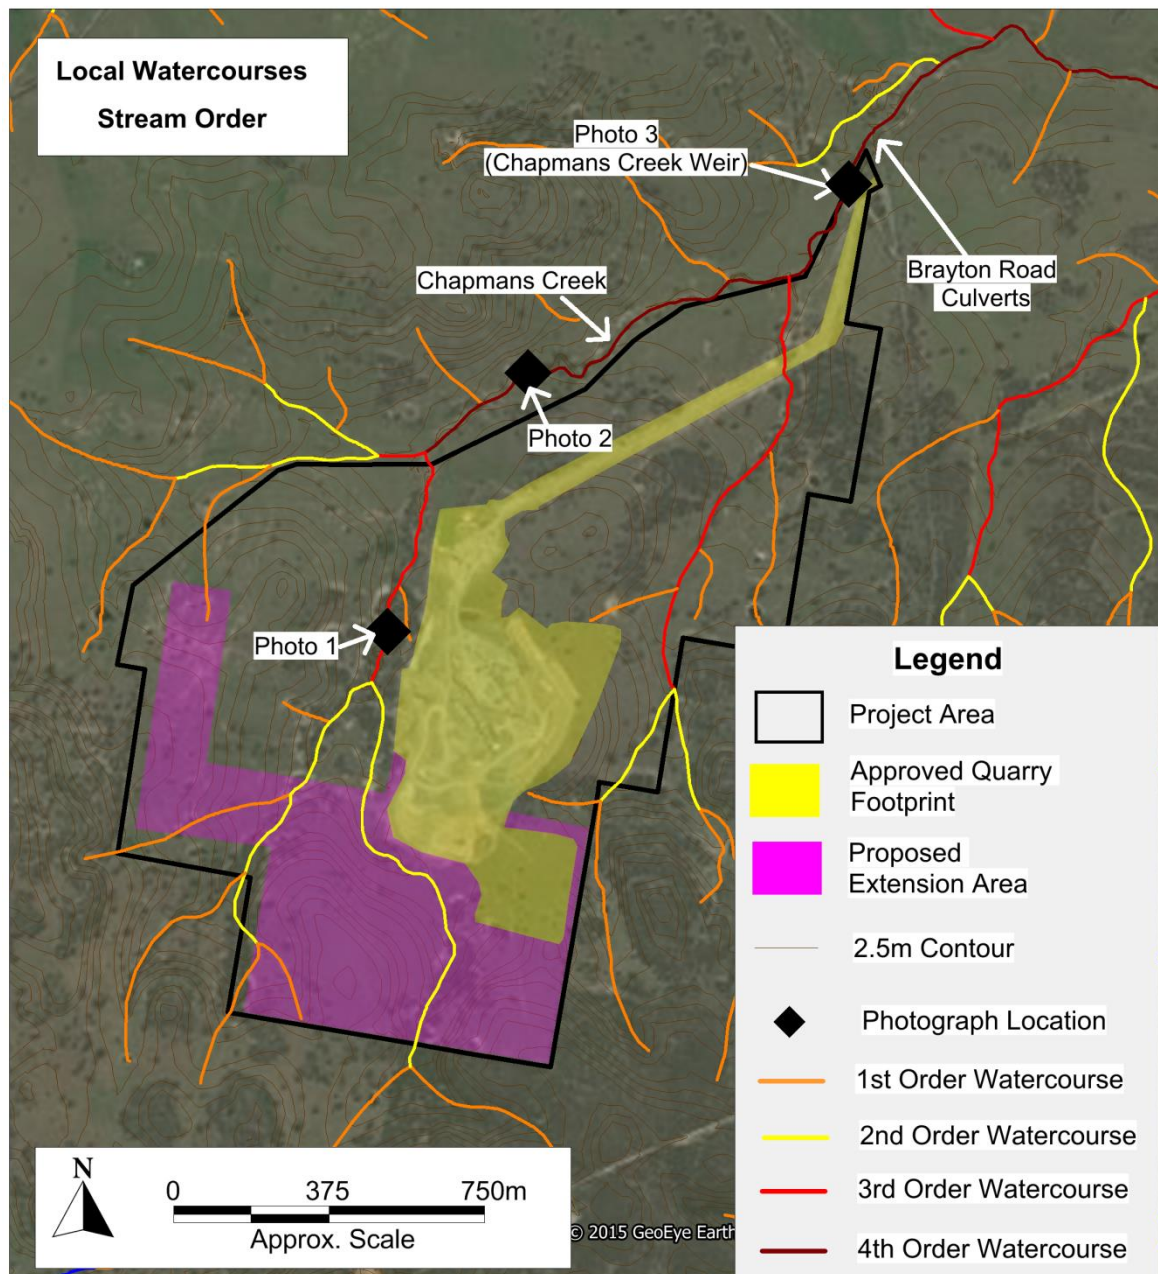 Local Watercourses
Stream Order
Photo 3
(Chapmans Creek Weir)
Chapmans Creek
Brayton Road
Culverts
Photo 2
Photo 1
Legend
Project Area
Approved Quarry
Footprint
Proposed
Extension Area
2.5m Contour
Photograph Location
1st Order Watercourse
2nd Order Watercourse
3rd Order Watercourse
4th Order Watercourse
N
0 375 750m
Approx. Scale
© 2015 GeoEye Earth